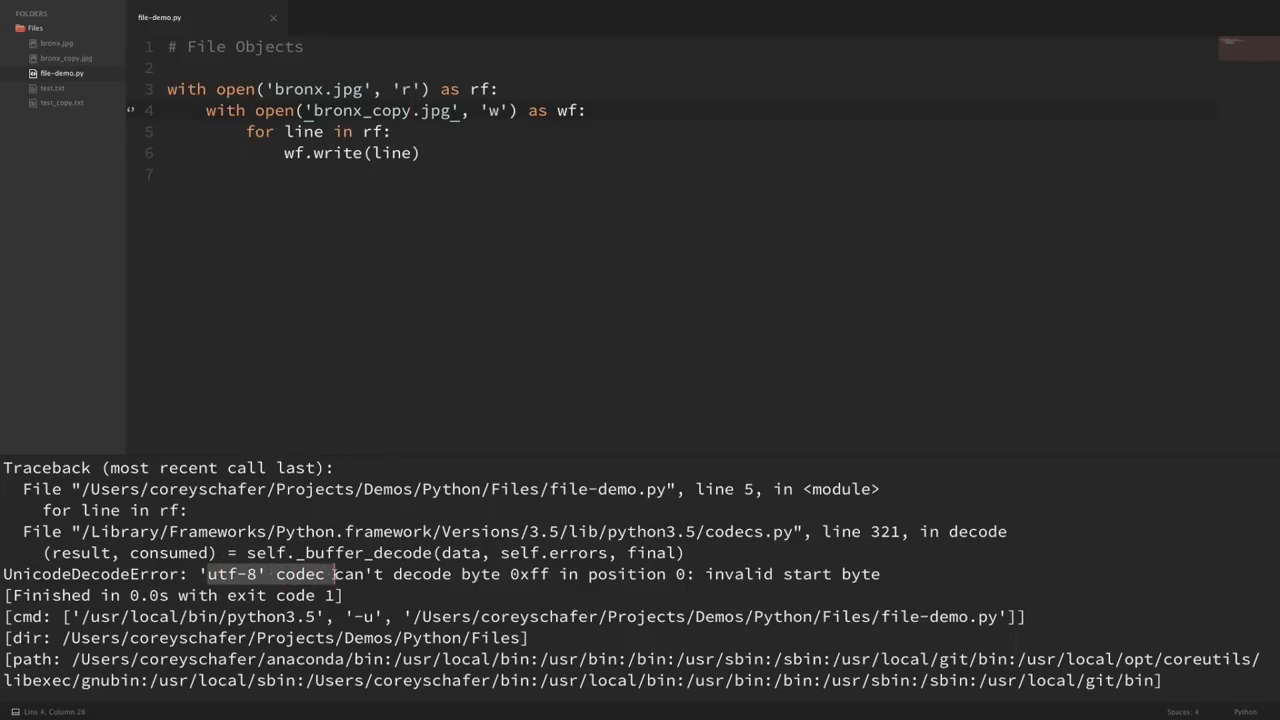 FOLDERS
Files
bronx.jpg
bronx_copy.jpg
file-demo.py
test.txt
test_copy.txt
file-demo.py
1 # File Objects
2
3 with open('bronx.jpg', 'r') as rf:
4     with open('bronx_copy.jpg', 'w') as wf:
5         for line in rf:
6             wf.write(line)
7
Traceback (most recent call last):
  File "/Users/coreyschafer/Projects/Demos/Python/Files/file-demo.py", line 5, in <module>
    for line in rf:
  File "/Library/Frameworks/Python.framework/Versions/3.5/lib/python3.5/codecs.py", line 321, in decode
    (result, consumed) = self._buffer_decode(data, self.errors, final)
UnicodeDecodeError: 'utf-8' codec can't decode byte 0xff in position 0: invalid start byte
[Finished in 0.0s with exit code 1]
[cmd: ['/usr/local/bin/python3.5', '-u', '/Users/coreyschafer/Projects/Demos/Python/Files/file-demo.py']]
[dir: /Users/coreyschafer/Projects/Demos/Python/Files]
[path: /Users/coreyschafer/anaconda/bin:/usr/local/bin:/usr/bin:/bin:/usr/sbin:/sbin:/usr/local/git/bin:/usr/local/opt/coreutils/
libexec/gnubin:/usr/local/sbin:/Users/coreyschafer/bin:/usr/local/bin:/usr/bin:/bin:/usr/sbin:/sbin:/usr/local/git/bin]
Line 4, Column 26
Spaces: 4
Python